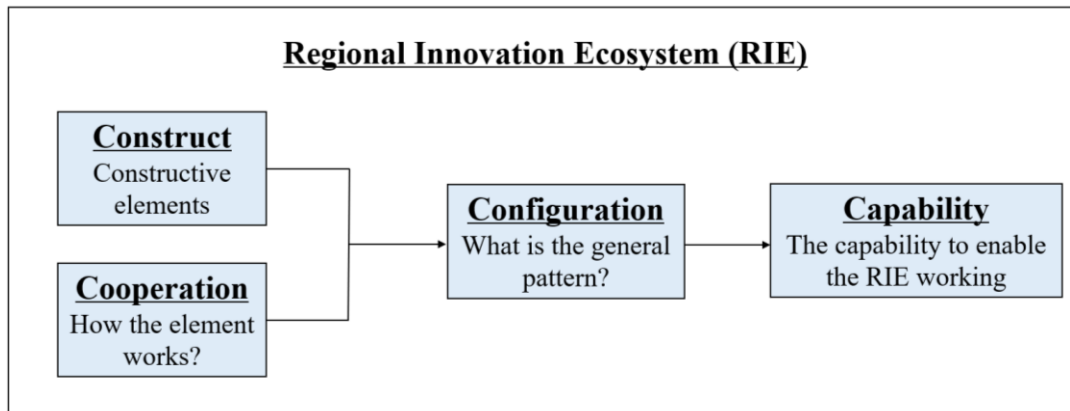 Regional Innovation Ecosystem (RIE)
Construct
Constructive
elements
Cooperation
How the element
works?
Configuration
What is the general
pattern?
Capability
The capability to enable
the RIE working